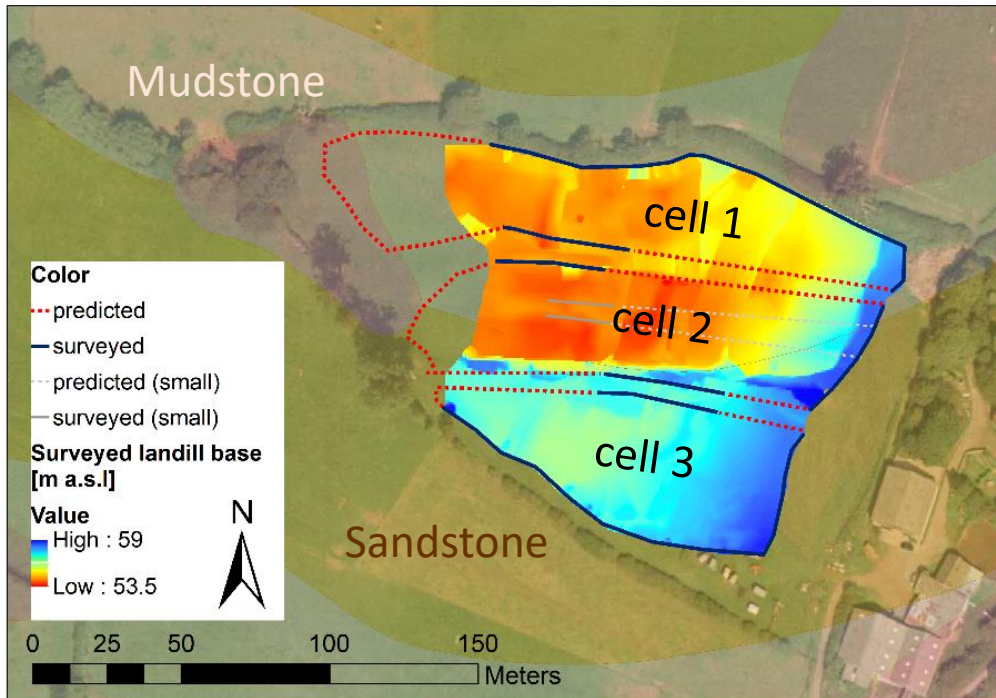 Mudstone
cell 1
cell 2
cell 3
Sandstone
Color
predicted
surveyed
predicted (small)
surveyed (small)
Surveyed landill base
[m a.s.l]
Value
High : 59
Low : 53.5
N
0 25 50 100 150
Meters